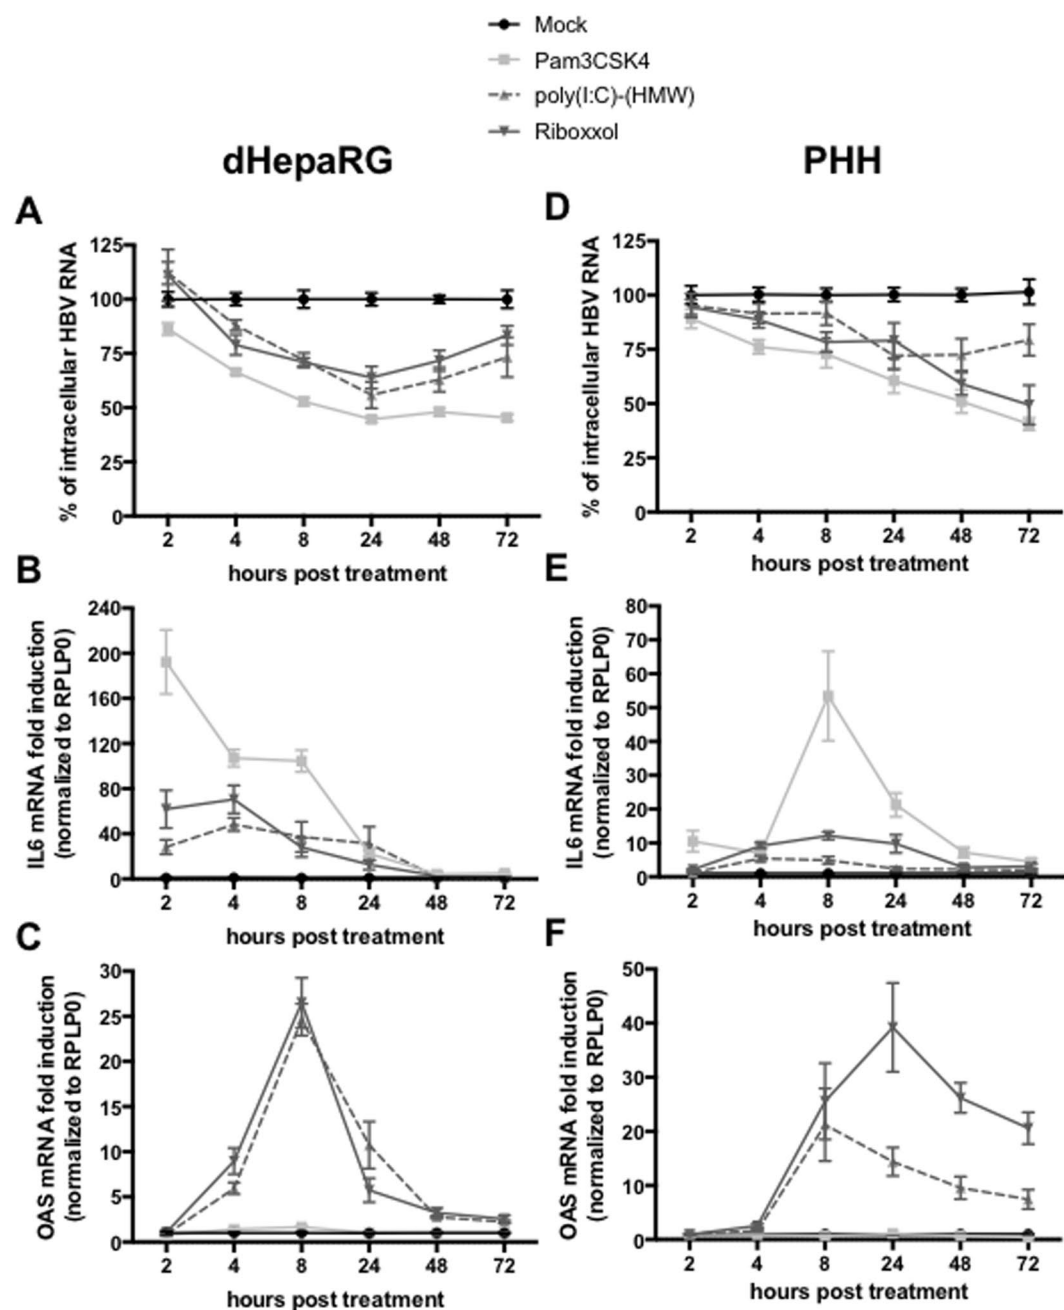 Mock
Pam3CSK4
poly(I:C)-(HMW)
Riboxxol
dHepaRG
PHH
A
% of intracellular HBV RNA
125
100
75
50
25
0
2 4 8 24 48 72
hours post treatment
D
% of intracellular HBV RNA
125
100
75
50
25
0
2 4 8 24 48 72
hours post treatment
B
IL6 mRNA fold induction
(normalized to RPLP0)
240
200
160
120
80
40
0
2 4 8 24 48 72
hours post treatment
E
IL6 mRNA fold induction
(normalized to RPLP0)
80
70
60
50
40
30
20
10
0
2 4 8 24 48 72
hours post treatment
C
OAS mRNA fold induction
(normalized to RPLP0)
30
25
20
15
10
5
0
2 4 8 24 48 72
hours post treatment
F
OAS mRNA fold induction
(normalized to RPLP0)
50
40
30
20
10
0
2 4 8 24 48 72
hours post treatment